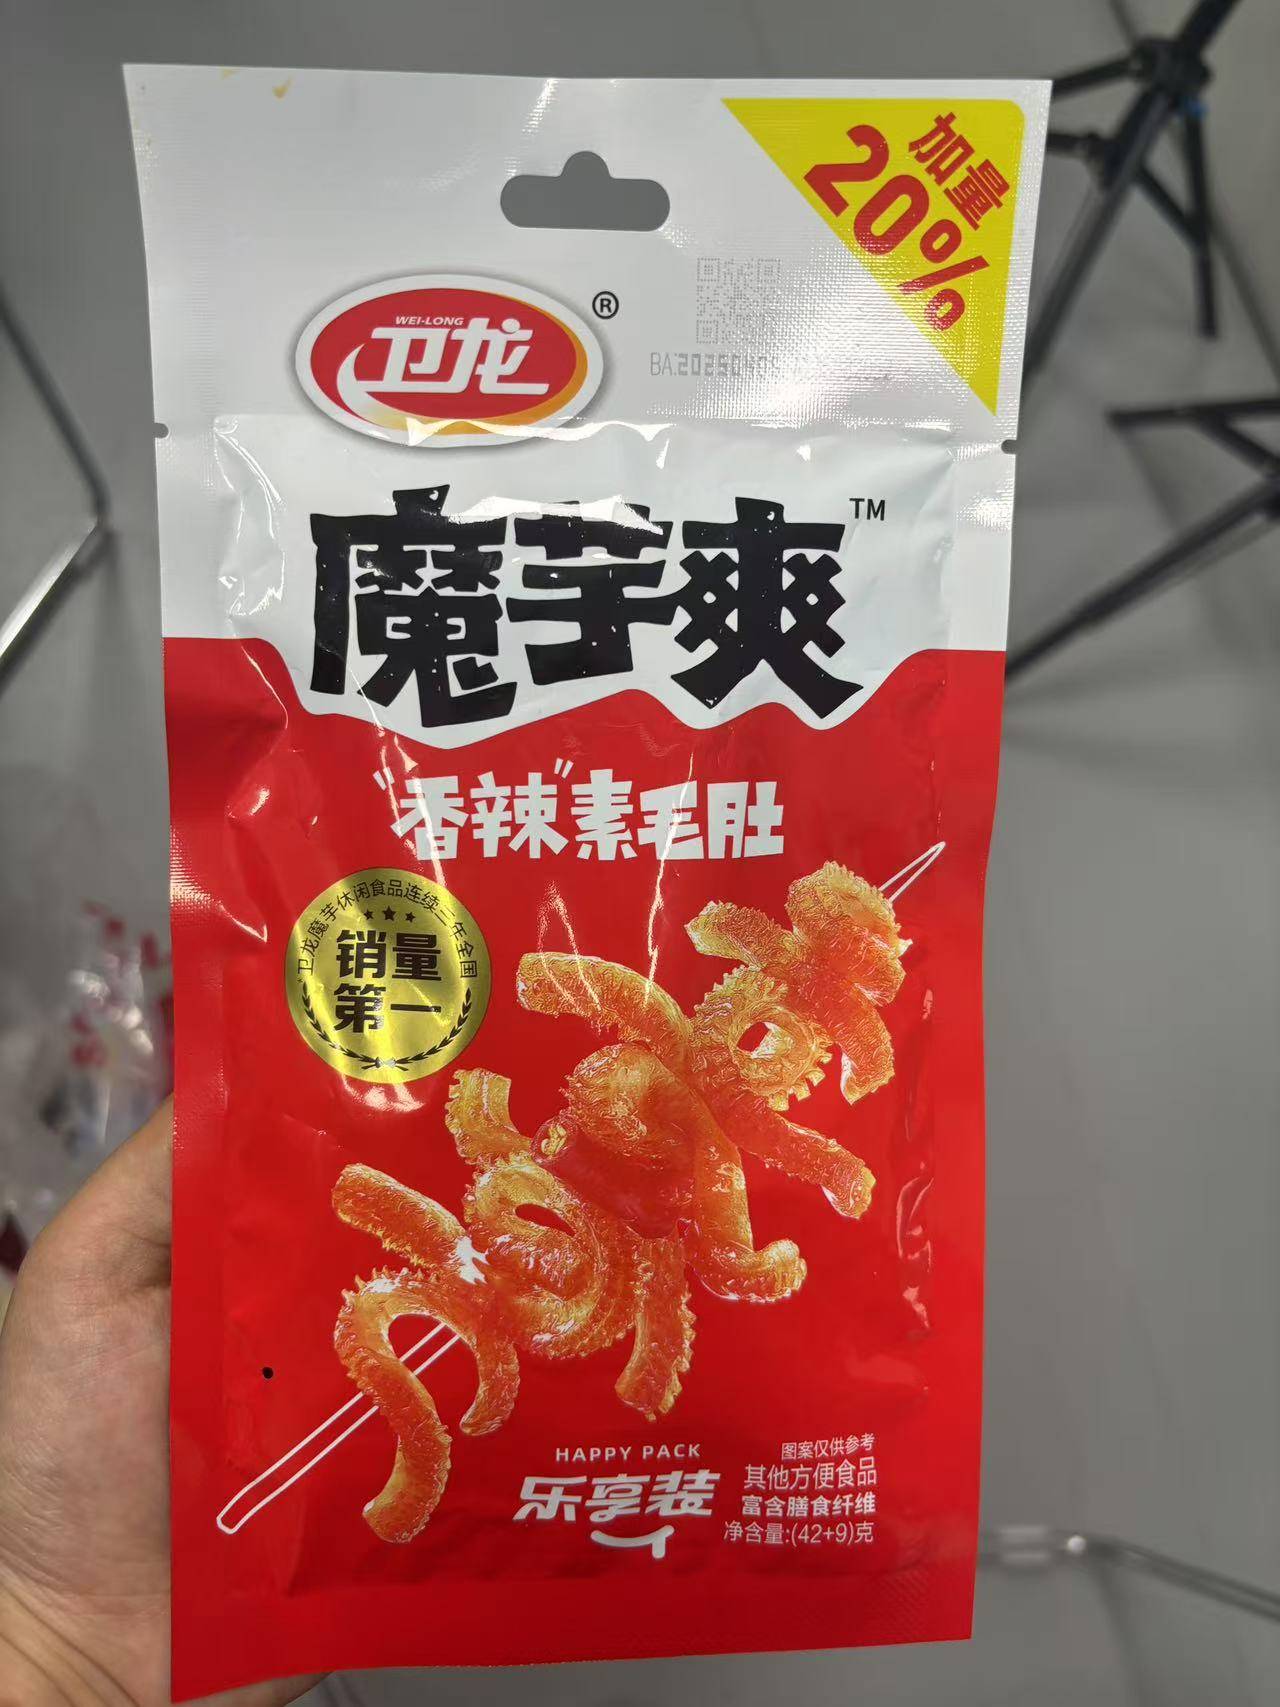 加量
20%
WEI-LONG
卫龙®
魔芋爽™
"香辣"素毛肚
卫龙魔芋休闲食品连续三年全国
销量
第一
HAPPY PACK
乐享装
图案仅供参考
其他方便食品
富含膳食纤维
净含量:(42+9)克